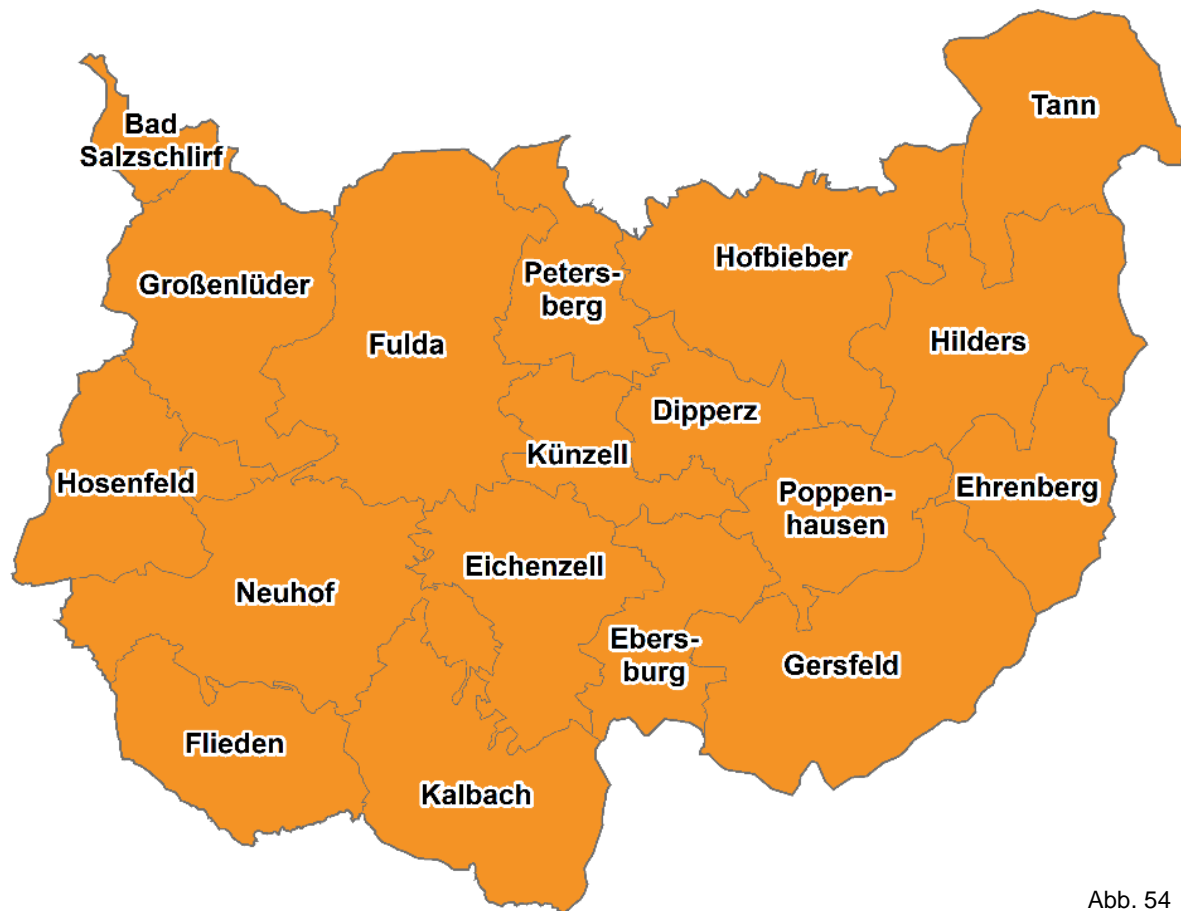 Tann
Bad
Salzschlirf
Hofbieber
Großenlüder
Peters-
berg
Fulda
Hilders
Dipperz
Künzell
Hosenfeld
Poppen-
hausen
Ehrenberg
Eichenzell
Neuhof
Ebers-
burg
Gersfeld
Flieden
Kalbach
Abb. 54